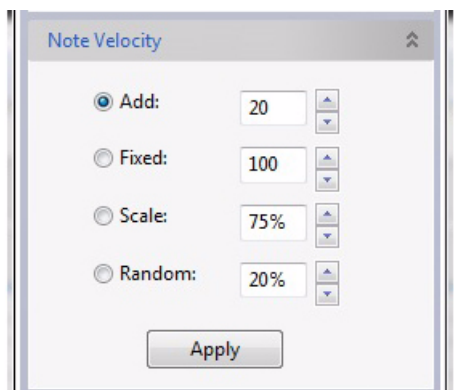 Note Velocity
Add: 20
Fixed: 100
Scale: 75%
Random: 20%
Apply